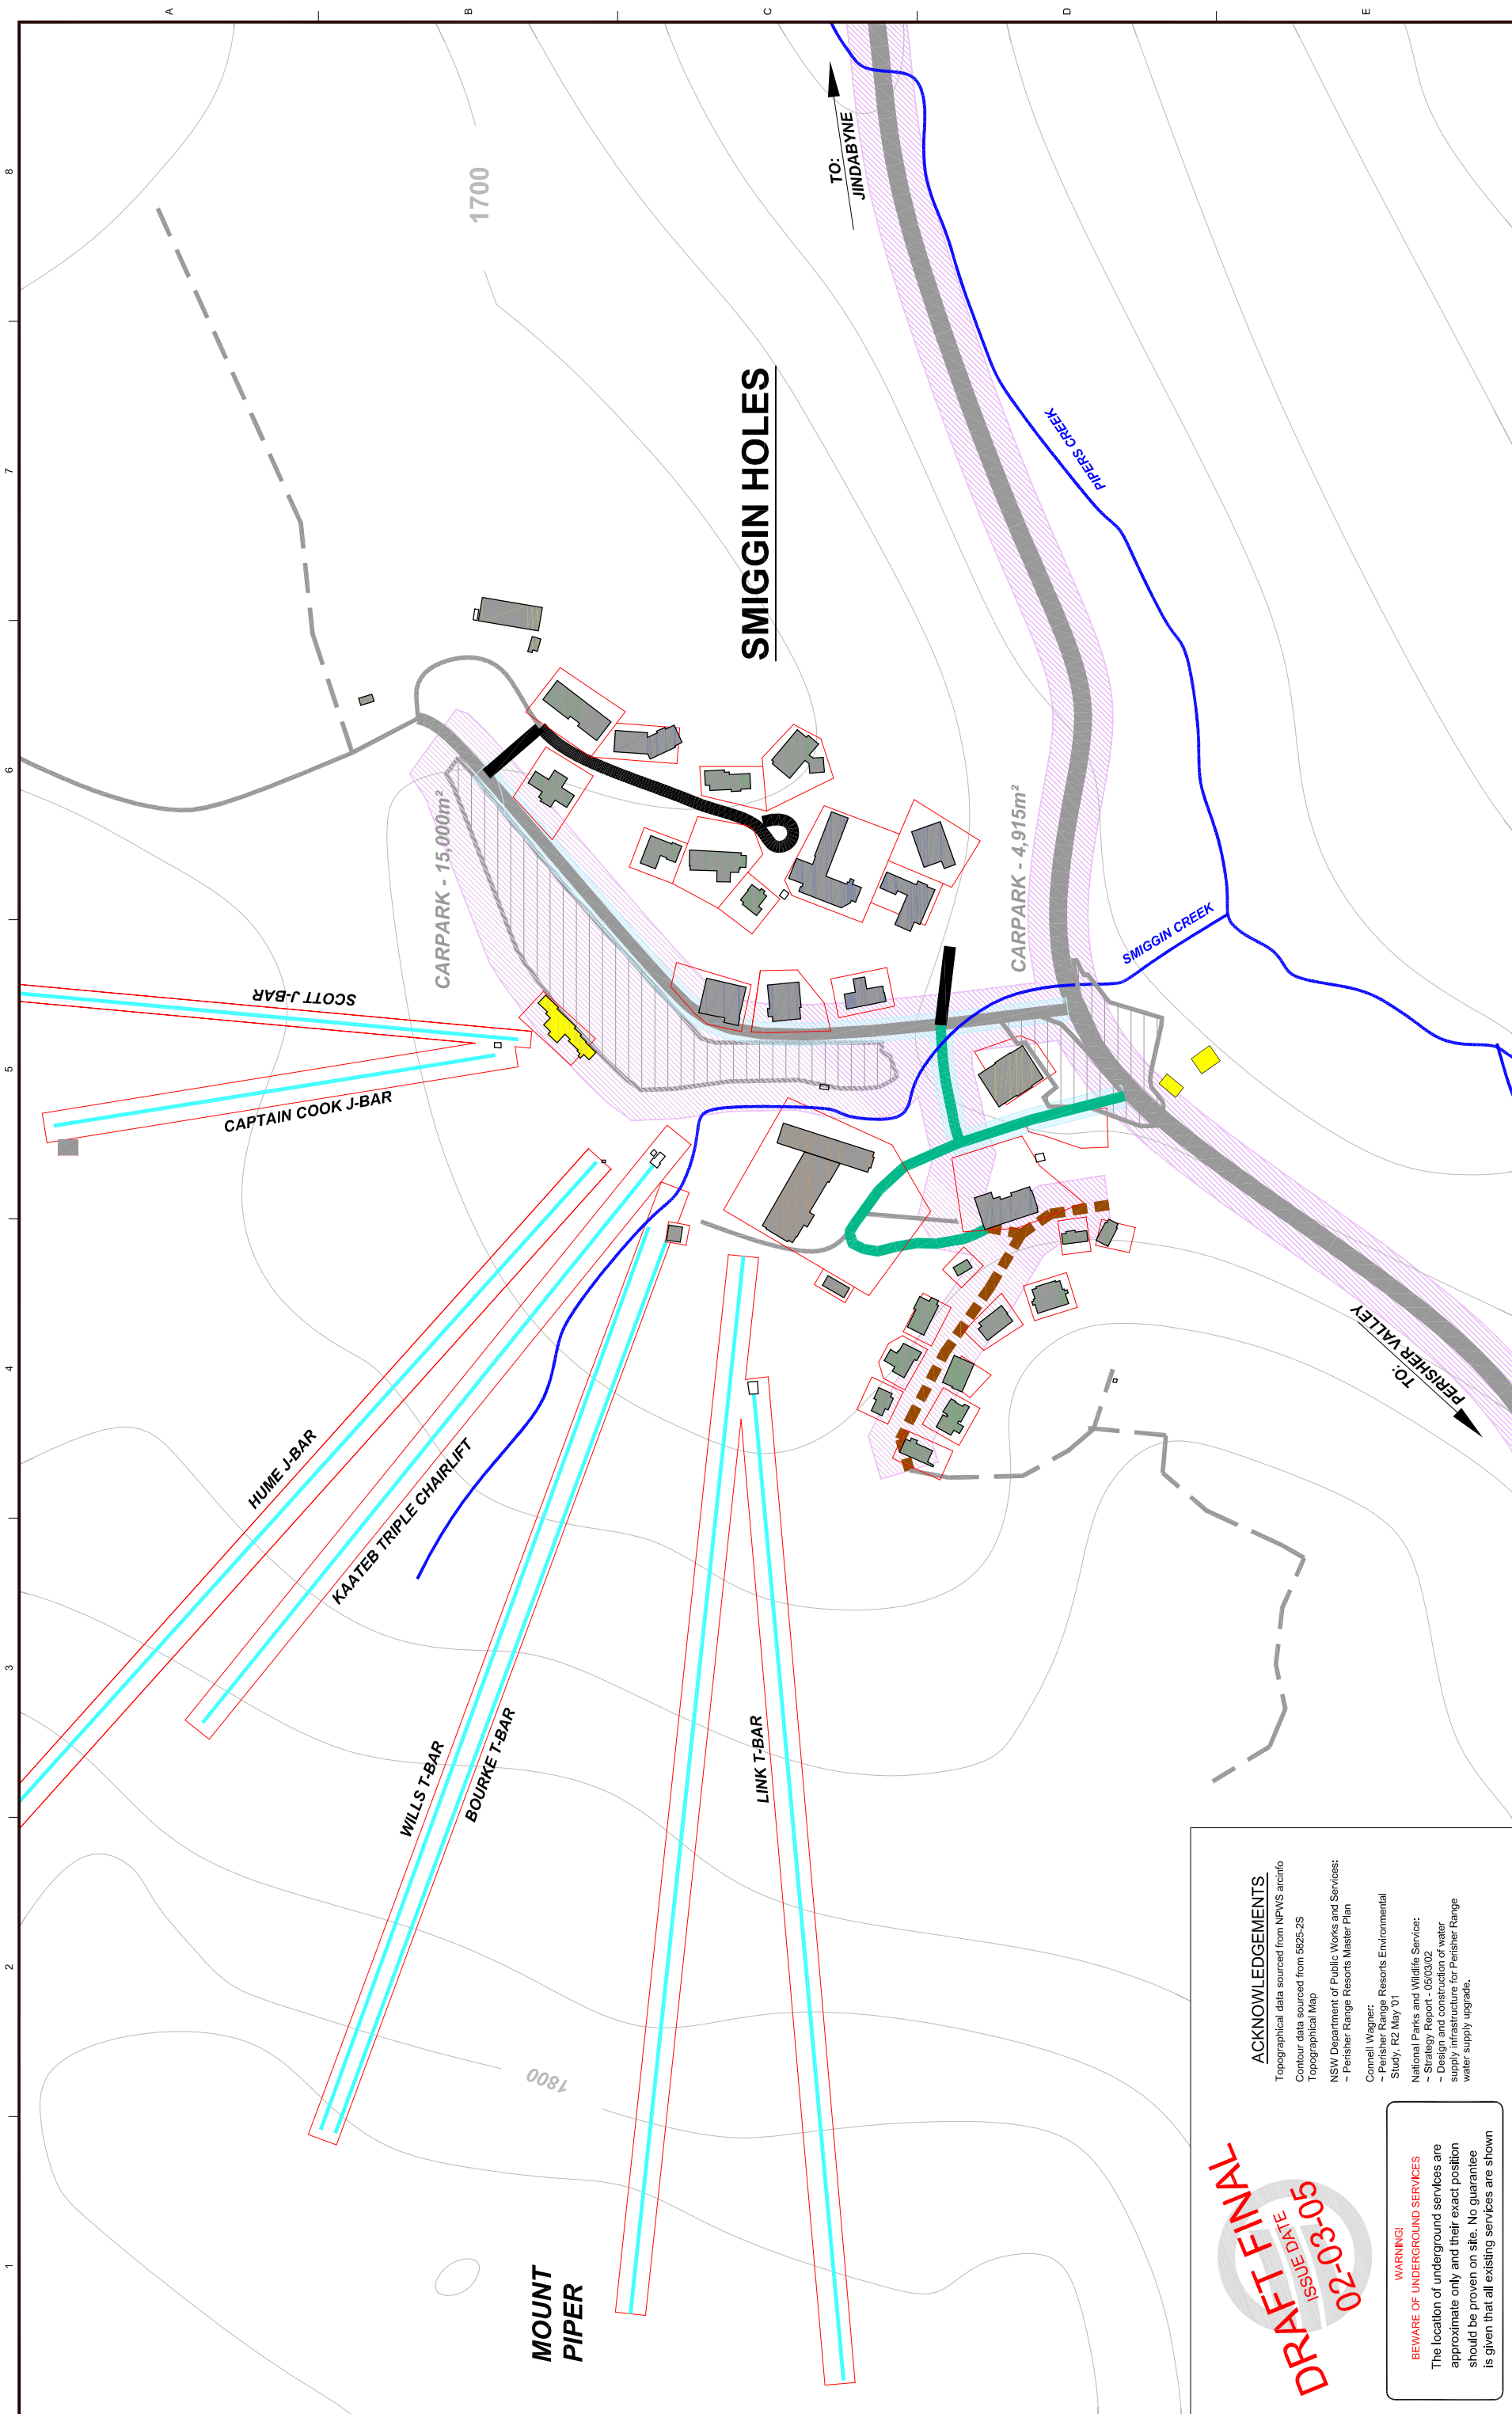 A
B
C
D
E
8
7
6
5
4
3
2
1
1700
TO:
JINDABYNE
SMIGGIN HOLES
PIPERS CREEK
SMIGGIN CREEK
CARPARK - 15,000m²
CARPARK - 4,915m²
SCOTT J-BAR
CAPTAIN COOK J-BAR
HUME J-BAR
KAATEB TRIPLE CHAIRLIFT
WILLS T-BAR
BOURKE T-BAR
LINK T-BAR
TO:
PERISHER VALLEY
1800
MOUNT
PIPER
ACKNOWLEDGEMENTS
Topographical data sourced from NPWS arcinfo
Contour data sourced from 5825-2S
Topographical Map
NSW Department of Public Works and Services:
~ Perisher Range Resorts Master Plan
Connell Wagner:
~ Perisher Range Resorts Environmental
Study, R2 May '01
National Parks and Wildlife Service:
~ Strategy Report - 05/03/02
~ Design and construction of water
supply infrastructure for Perisher Range
water supply upgrade.
DRAFT FINAL
ISSUE DATE
02-03-05
WARNING!
BEWARE OF UNDERGROUND SERVICES
The location of underground services are
approximate only and their exact position
should be proven on site. No guarantee
is given that all existing services are shown